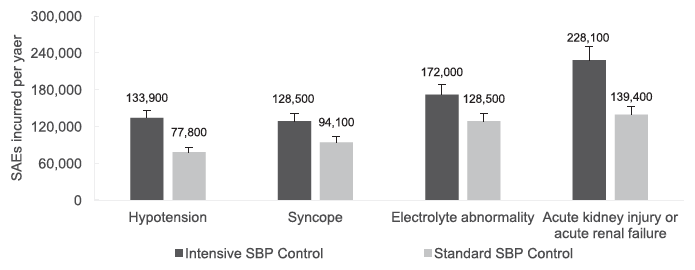 300,000
240,000
180,000
120,000
60,000
0
SAEs incurred per yaer
133,900
77,800
128,500
94,100
172,000
128,500
228,100
139,400
Hypotension
Syncope
Electrolyte abnormality
Acute kidney injury or
acute renal failure
Intensive SBP Control
Standard SBP Control